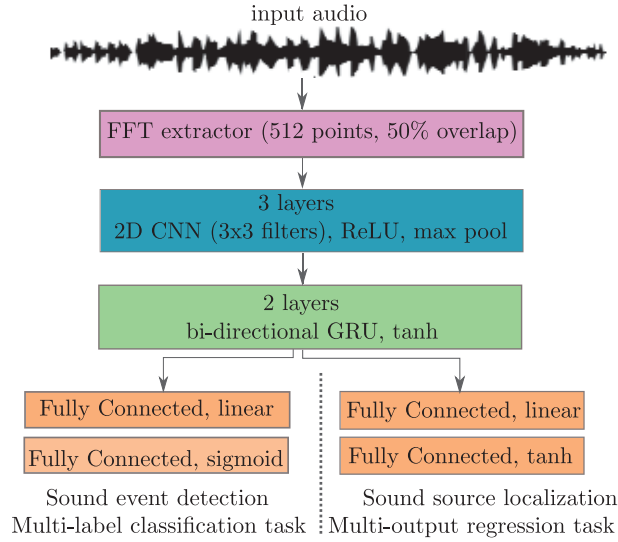 input audio
FFT extractor (512 points, 50% overlap)
3 layers
2D CNN (3x3 filters), ReLU, max pool
2 layers
bi-directional GRU, tanh
Fully Connected, linear
Fully Connected, sigmoid
Sound event detection
Multi-label classification task
Fully Connected, linear
Fully Connected, tanh
Sound source localization
Multi-output regression task